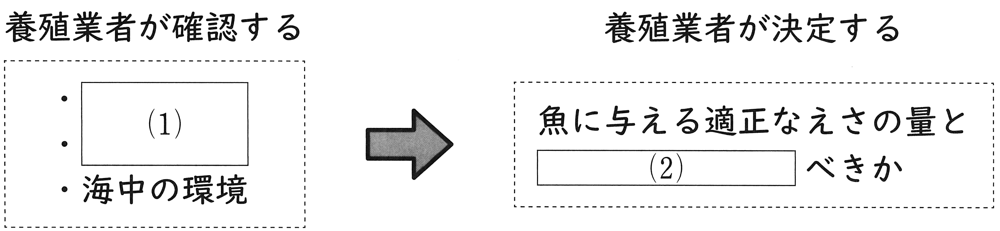 養殖業者が確認する
養殖業者が決定する
・
(1)
・
・海中の環境
魚に与える適正なえさの量と
(2) べきか